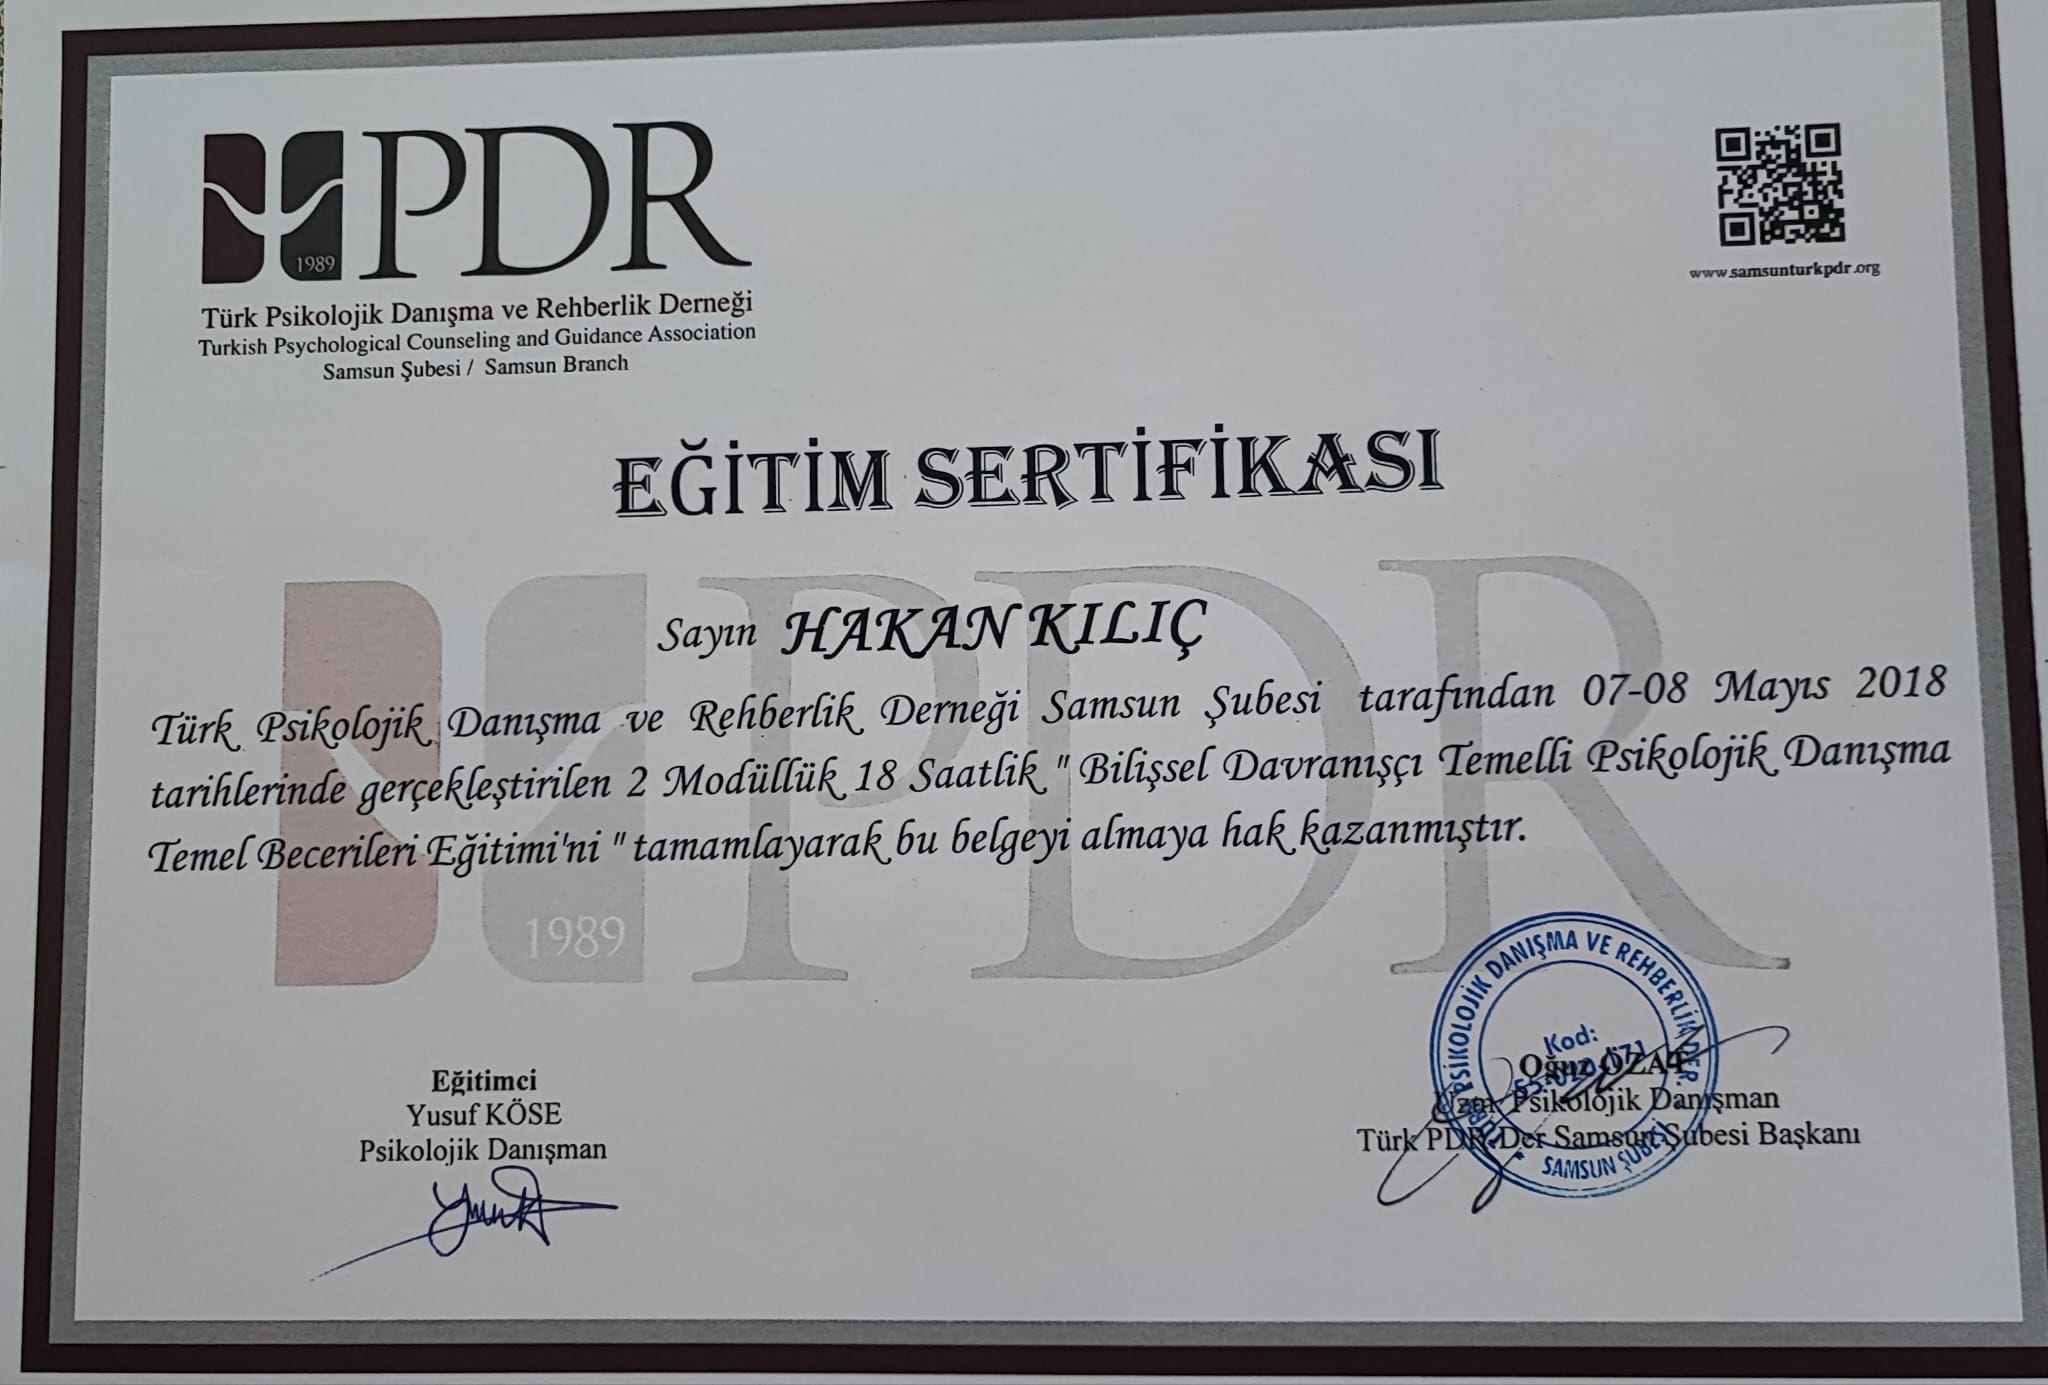 1989
PDR
Türk Psikolojik Danışma ve Rehberlik Derneği
Turkish Psychological Counseling and Guidance Association
Samsun Şubesi / Samsun Branch
www.samsunturkpdr.org
EĞİTİM SERTİFİKASI
Sayın HAKAN KILIÇ
Türk Psikolojik Danışma ve Rehberlik Derneği Samsun Şubesi tarafından 07-08 Mayıs 2018
tarihlerinde gerçekleştirilen 2 Modüllük 18 Saatlik " Bilişsel Davranışçı Temelli Psikolojik Danışma
Temel Becerileri Eğitimi'ni " tamamlayarak bu belgeyi almaya hak kazanmıştır.
PDR
1989
Eğitimci
Yusuf KÖSE
Psikolojik Danışman
Oğuz ÖZAT
Uzm. Psikolojik Danışman
Türk PDR-Der Samsun Şubesi Başkanı
TÜRK PSİKOLOJİK DANIŞMA VE REHBERLİK DER.
SAMSUN ŞUBESİ
Kod: